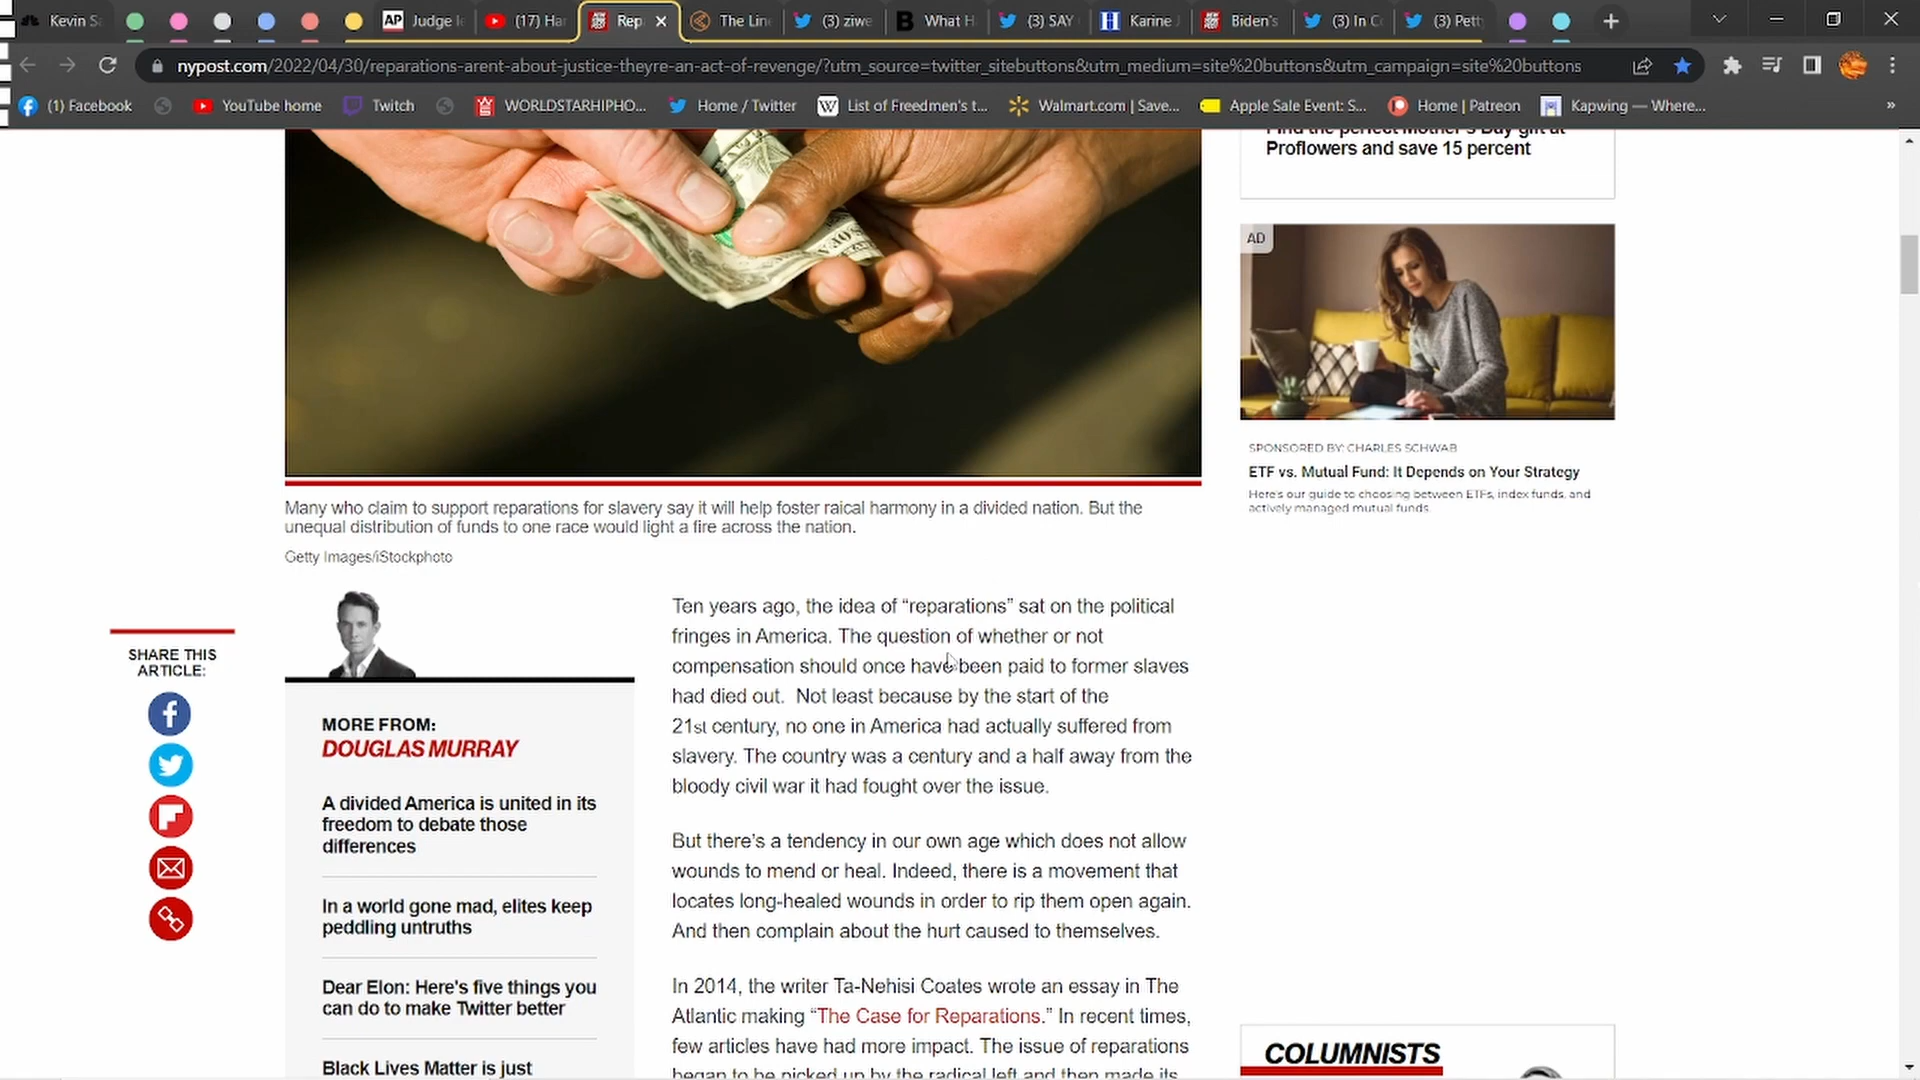 Kevin Sa
AP Judge le
(17) Har
Rep
The Line
(3) ziwe
What H
(3) SAY
Karine J
Biden's
(3) In C
(3) Pett
nypost.com/2022/04/30/reparations-arent-about-justice-theyre-an-act-of-revenge/?utm_source=twitter_sitebuttons&utm_medium=site%20buttons&utm_campaign=site%20buttons
(1) Facebook
YouTube home
Twitch
WORLDSTARHIPHO...
Home / Twitter
List of Freedmen's t...
Walmart.com | Save...
Apple Sale Event: S...
Home | Patreon
Kapwing — Where...
»
Find the perfect Mother's Day gift at
Proflowers and save 15 percent
AD
SPONSORED BY: CHARLES SCHWAB
ETF vs. Mutual Fund: It Depends on Your Strategy
Here's our guide to choosing between ETFs, index funds, and
actively managed mutual funds.
Many who claim to support reparations for slavery say it will help foster raical harmony in a divided nation. But the
unequal distribution of funds to one race would light a fire across the nation.
Getty Images/iStockphoto
SHARE THIS
ARTICLE:
MORE FROM:
DOUGLAS MURRAY
A divided America is united in its
freedom to debate those
differences
In a world gone mad, elites keep
peddling untruths
Dear Elon: Here's five things you
can do to make Twitter better
Black Lives Matter is just
Ten years ago, the idea of “reparations” sat on the political
fringes in America. The question of whether or not
compensation should once have been paid to former slaves
had died out.  Not least because by the start of the
21st century, no one in America had actually suffered from
slavery. The country was a century and a half away from the
bloody civil war it had fought over the issue.
But there’s a tendency in our own age which does not allow
wounds to mend or heal. Indeed, there is a movement that
locates long-healed wounds in order to rip them open again.
And then complain about the hurt caused to themselves.
In 2014, the writer Ta-Nehisi Coates wrote an essay in The
Atlantic making “The Case for Reparations.” In recent times,
few articles have had more impact. The issue of reparations
began to be picked up by the radical left and then made its
COLUMNISTS